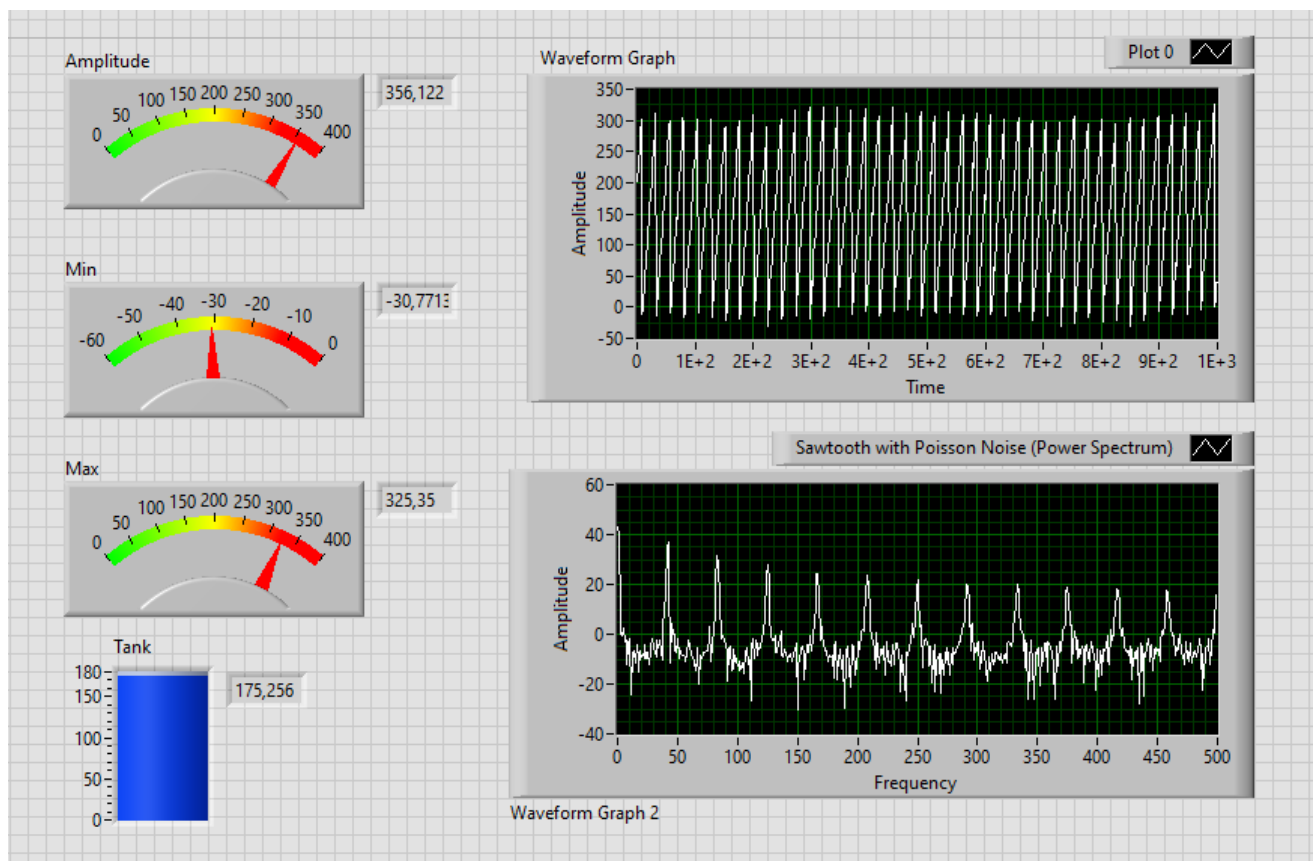 Amplitude
0 50 100 150 200 250 300 350 400
356,122
Min
-60 -50 -40 -30 -20 -10 0
-30,7713
Max
0 50 100 150 200 250 300 350 400
325,35
Tank
180
150
100
50
0
175,256
Waveform Graph
Plot 0
350
300
250
200
150
100
50
0
-50
Amplitude
0 1E+2 2E+2 3E+2 4E+2 5E+2 6E+2 7E+2 8E+2 9E+2 1E+3
Time
Sawtooth with Poisson Noise (Power Spectrum)
60
40
20
0
-20
-40
Amplitude
0 50 100 150 200 250 300 350 400 450 500
Frequency
Waveform Graph 2